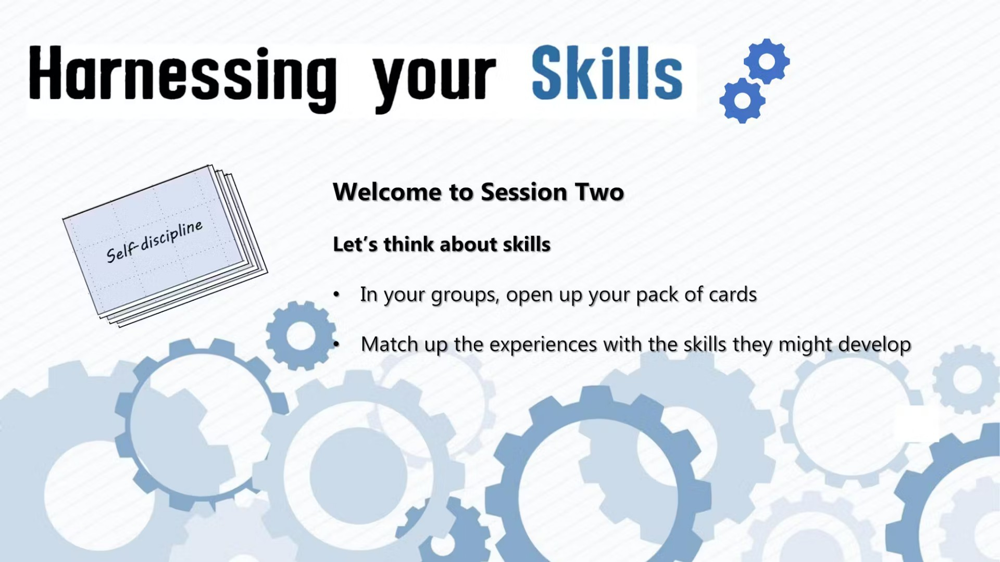 Harnessing your Skills
Self-discipline
Welcome to Session Two
Let’s think about skills
• In your groups, open up your pack of cards
• Match up the experiences with the skills they might develop